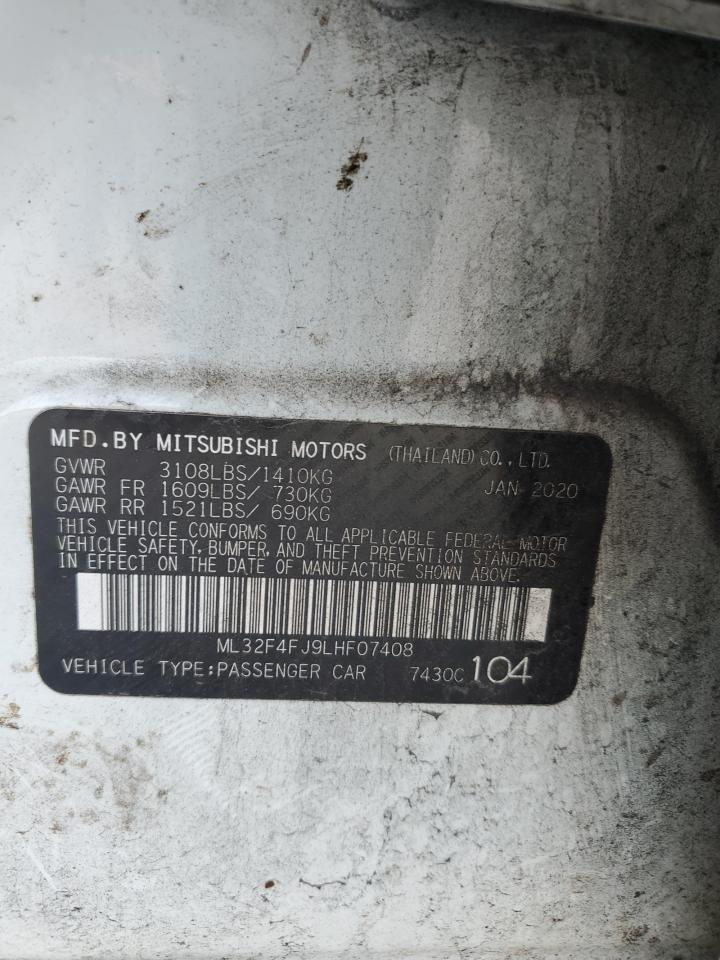 MFD.BY MITSUBISHI MOTORS (THAILAND) CO.,LTD.
GVWR 3108LBS/1410KG JAN 2020
GAWR FR 1609LBS/ 730KG
GAWR RR 1521LBS/ 690KG
THIS VEHICLE CONFORMS TO ALL APPLICABLE FEDERAL MOTOR
VEHICLE SAFETY, BUMPER, AND THEFT PREVENTION STANDARDS
IN EFFECT ON THE DATE OF MANUFACTURE SHOWN ABOVE.
ML32F4FJ9LHF07408
VEHICLE TYPE:PASSENGER CAR 7430C 104